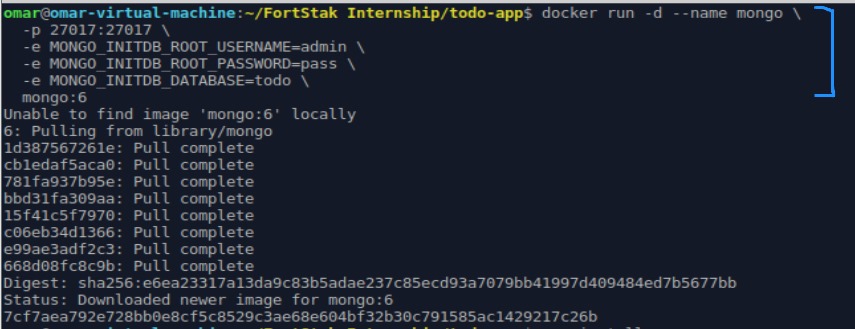 omar@omar-virtual-machine:~/FortStak Internship/todo-app$ docker run -d --name mongo \
  -p 27017:27017 \
  -e MONGO_INITDB_ROOT_USERNAME=admin \
  -e MONGO_INITDB_ROOT_PASSWORD=pass \
  -e MONGO_INITDB_DATABASE=todo \
  mongo:6
Unable to find image 'mongo:6' locally
6: Pulling from library/mongo
1d387567261e: Pull complete
cb1edaf5aca0: Pull complete
781fa937b95e: Pull complete
bbd31fa309aa: Pull complete
15f41c5f7970: Pull complete
c06eb34d1366: Pull complete
e99ae3adf2c3: Pull complete
668d08fc8c9b: Pull complete
Digest: sha256:e6ea23317a13da9c83b5adae237c85ecd93a7079bb41997d409484ed7b5677bb
Status: Downloaded newer image for mongo:6
7cf7aea792e728bb0e8cf5c8529c3ae68e604bf32b30c791585ac1429217c26b